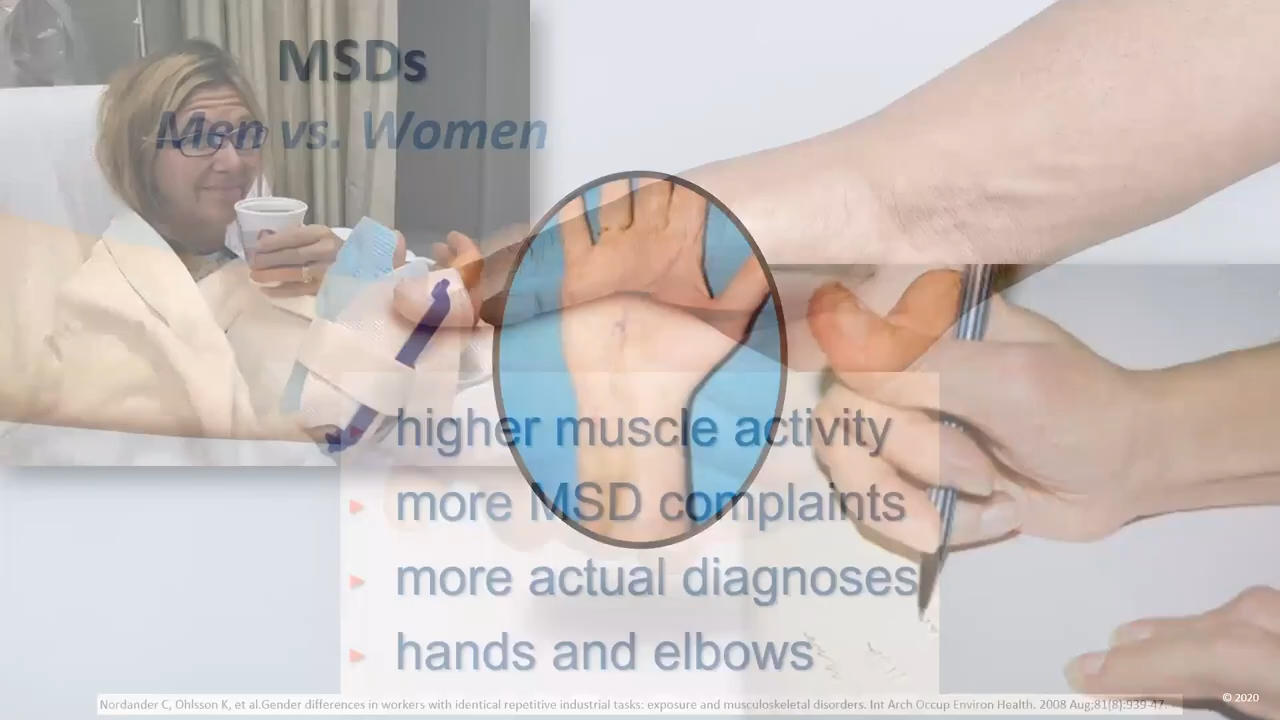 MSDs
Men vs. Women
higher muscle activity
more MSD complaints
more actual diagnoses
hands and elbows
Nordander C, Ohlsson K, et al.Gender differences in workers with identical repetitive industrial tasks: exposure and musculoskeletal disorders. Int Arch Occup Environ Health. 2008 Aug;81(8):939-47.
© 2020